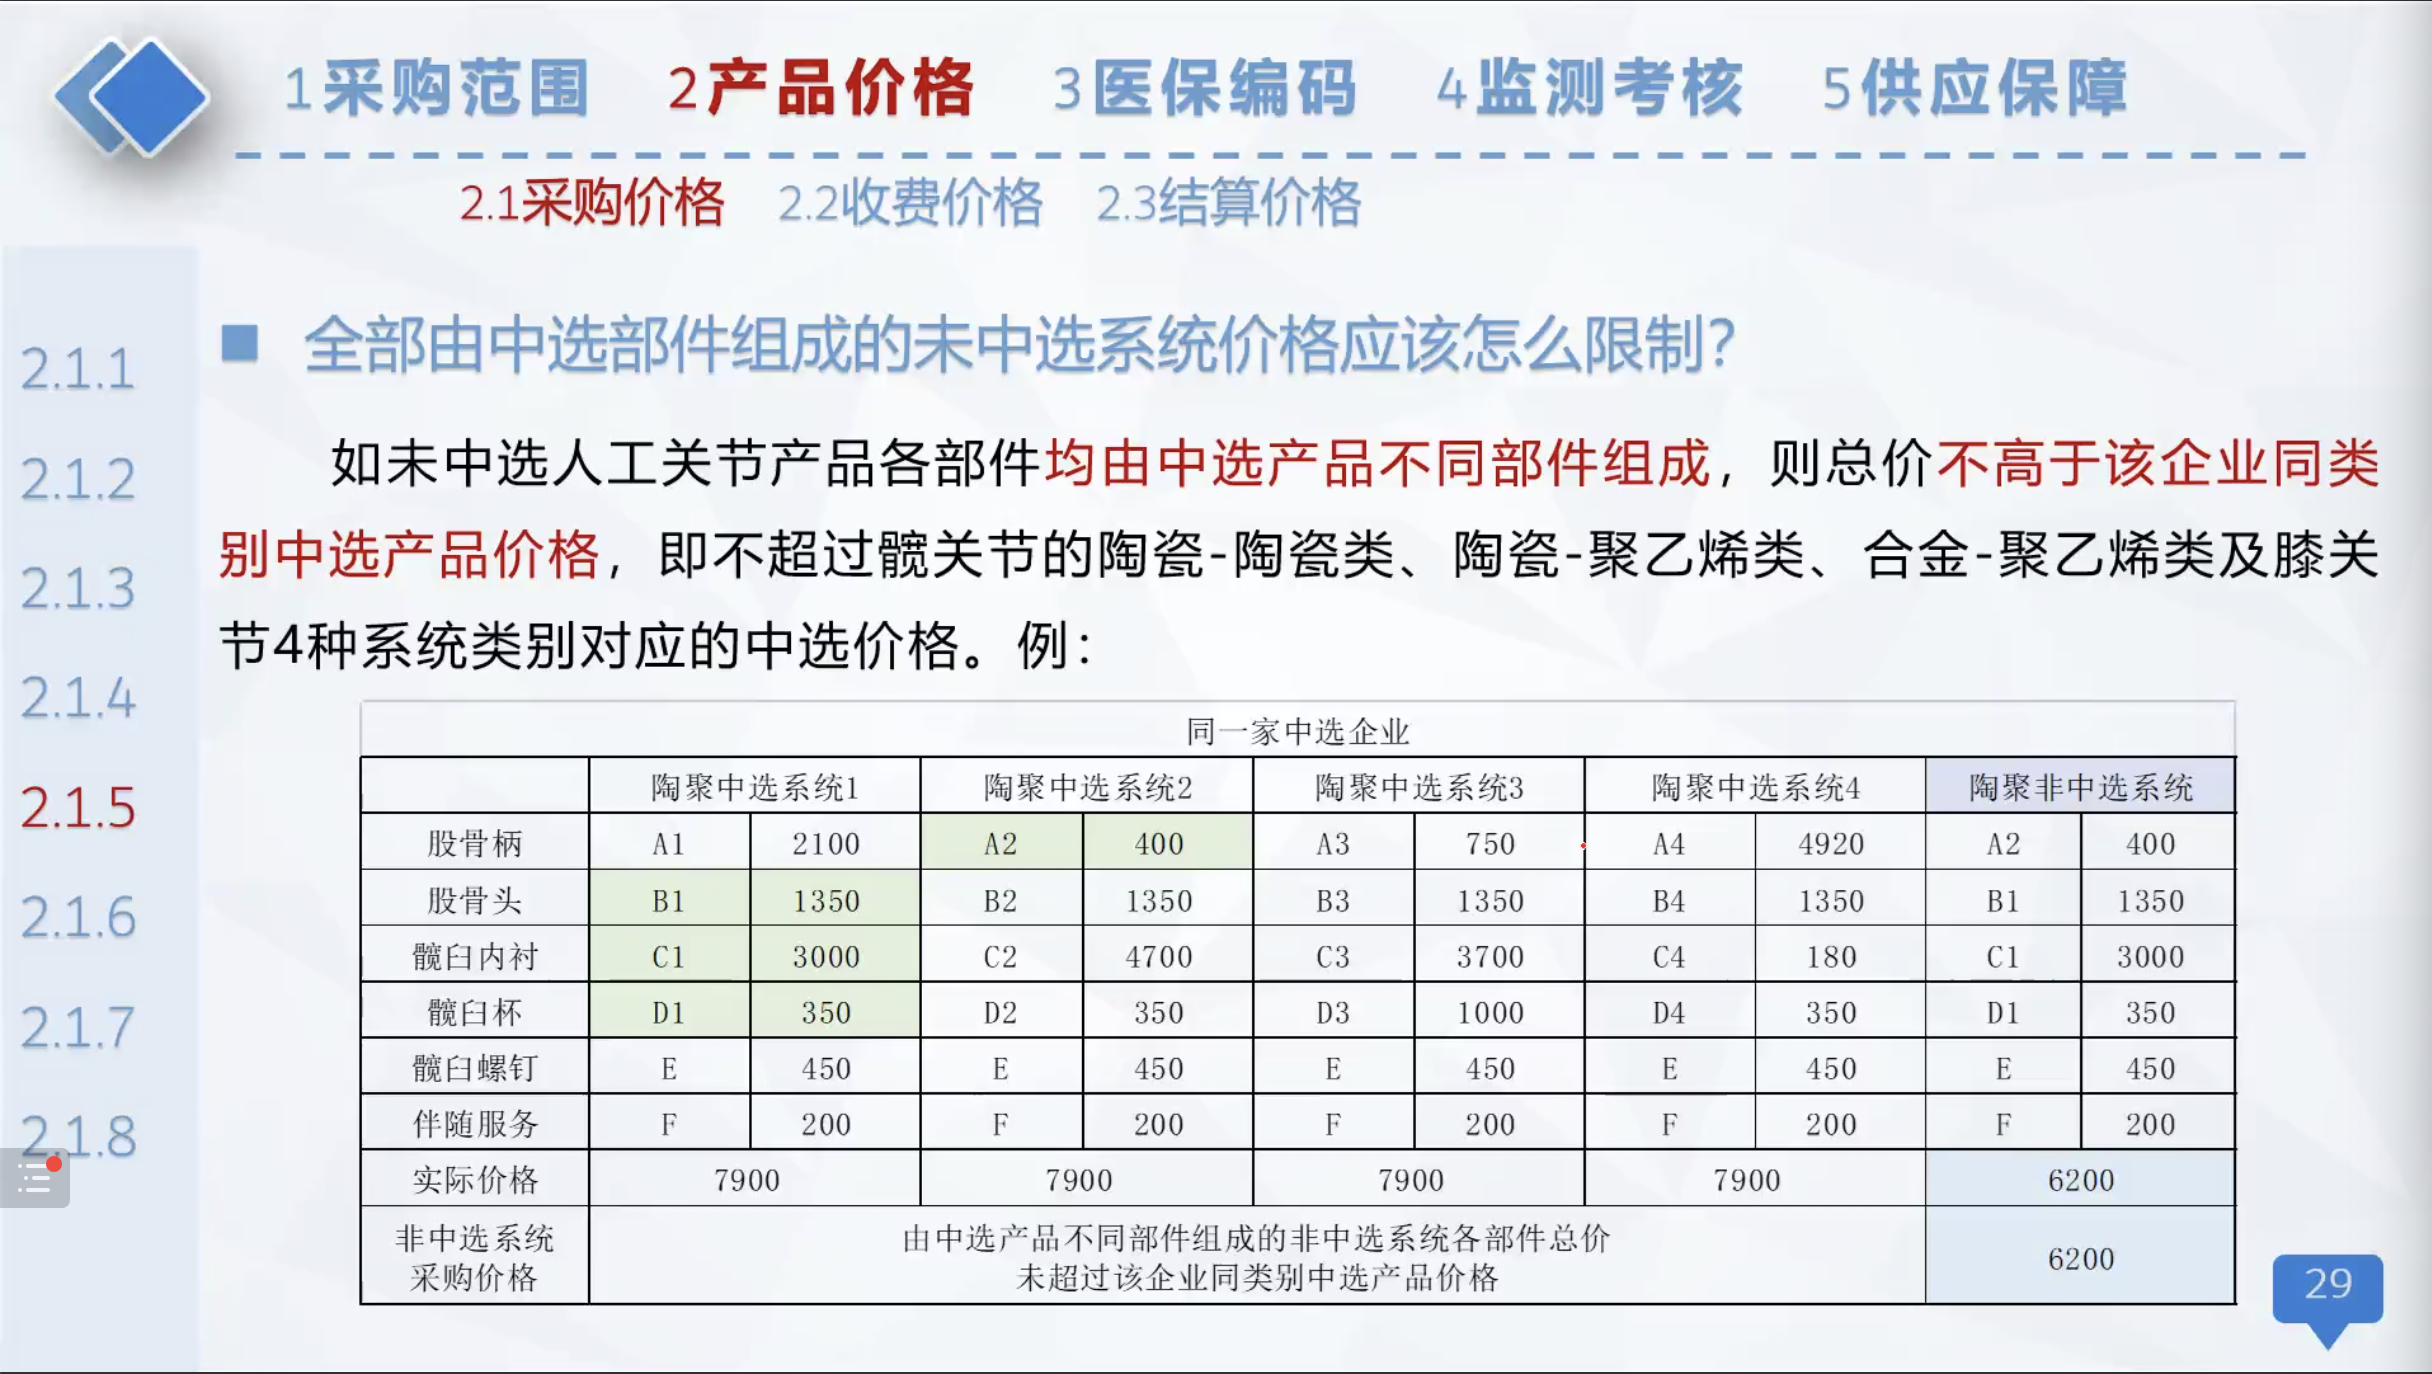 1采购范围 2产品价格 3医保编码 4监测考核 5供应保障
2.1采购价格 2.2收费价格 2.3结算价格
2.1.1
2.1.2
2.1.3
2.1.4
2.1.5
2.1.6
2.1.7
2.1.8
全部由中选部件组成的未中选系统价格应该怎么限制?
如未中选人工关节产品各部件均由中选产品不同部件组成，则总价不高于该企业同类
别中选产品价格，即不超过髋关节的陶瓷-陶瓷类、陶瓷-聚乙烯类、合金-聚乙烯类及膝关
节4种系统类别对应的中选价格。例：
同一家中选企业
陶聚中选系统1 陶聚中选系统2 陶聚中选系统3 陶聚中选系统4 陶聚非中选系统
股骨柄 A1 2100 A2 400 A3 750 A4 4920 A2 400
股骨头 B1 1350 B2 1350 B3 1350 B4 1350 B1 1350
髋臼内衬 C1 3000 C2 4700 C3 3700 C4 180 C1 3000
髋臼杯 D1 350 D2 350 D3 1000 D4 350 D1 350
髋臼螺钉 E 450 E 450 E 450 E 450 E 450
伴随服务 F 200 F 200 F 200 F 200 F 200
实际价格 7900 7900 7900 7900 6200
非中选系统
采购价格
由中选产品不同部件组成的非中选系统各部件总价
未超过该企业同类别中选产品价格
6200
29